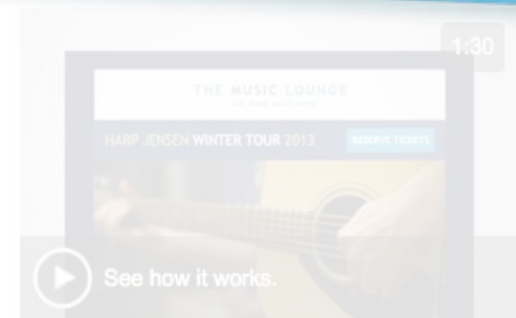 1:30
THE MUSIC LOUNGE
HARP JENSEN WINTER TOUR 2013
RESERVE TICKETS
See how it works.